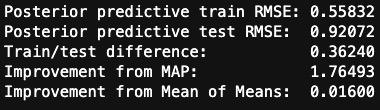 Posterior predictive train RMSE: 0.55832
Posterior predictive test RMSE:  0.92072
Train/test difference:           0.36240
Improvement from MAP:            1.76493
Improvement from Mean of Means:  0.01600